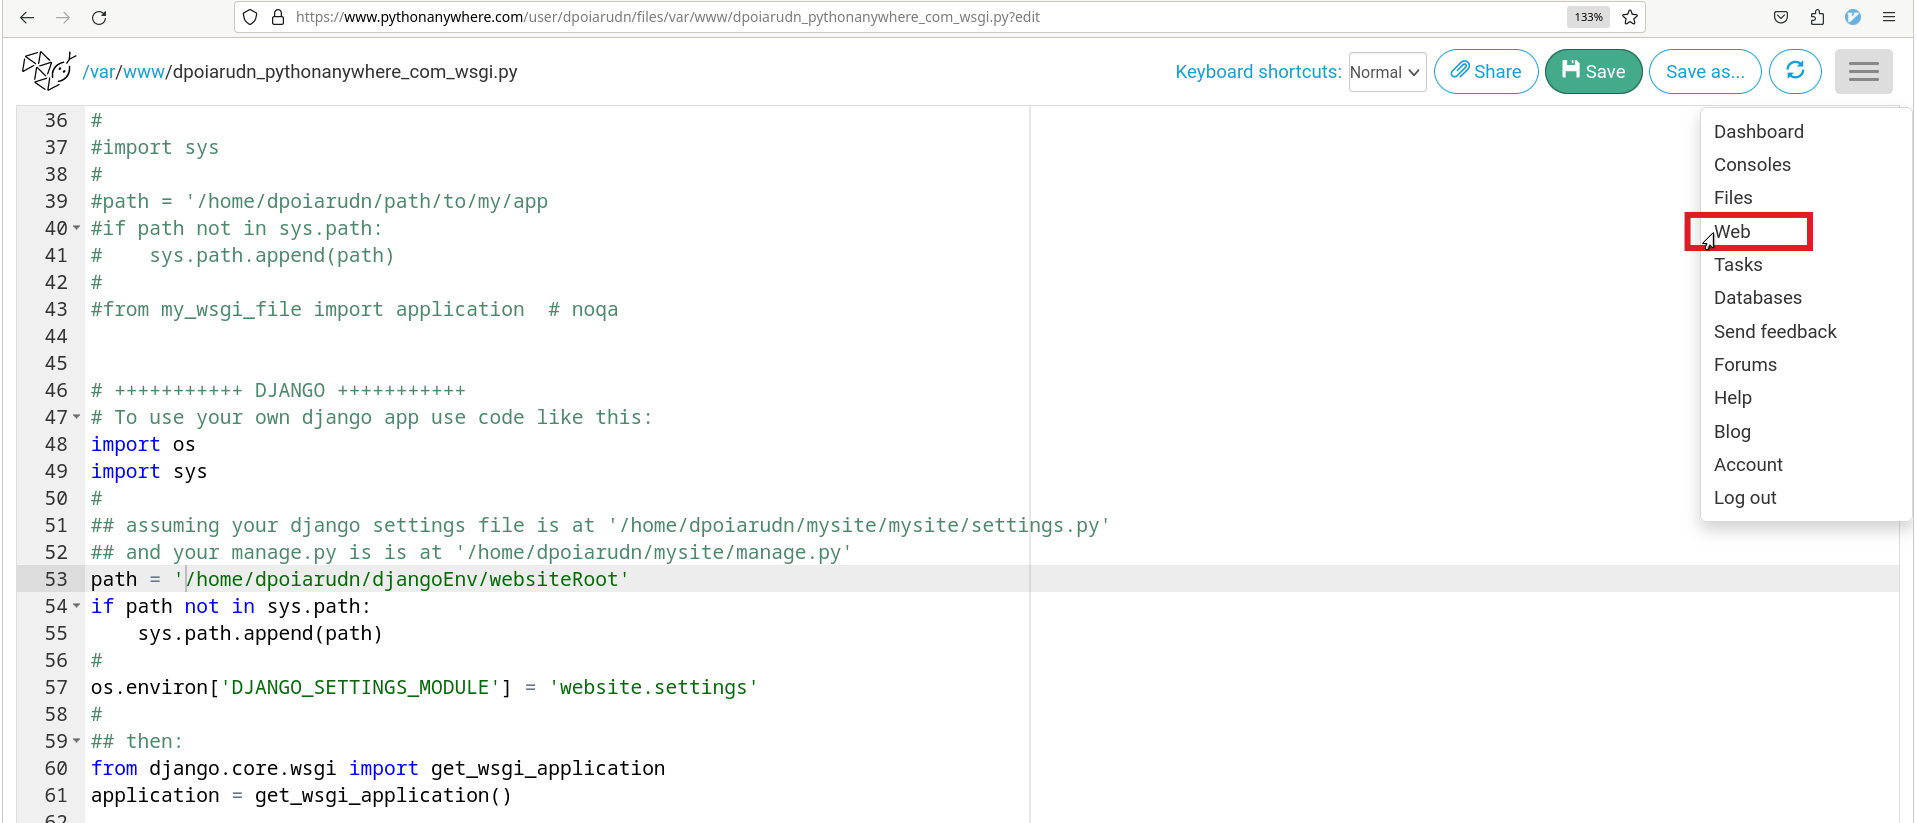 https://www.pythonanywhere.com/user/dpoiarudn/files/var/www/dpoiarudn_pythonanywhere_com_wsgi.py?edit
133%
/var/www/dpoiarudn_pythonanywhere_com_wsgi.py
Keyboard shortcuts: Normal Share Save Save as...
Dashboard
Consoles
Files
Web
Tasks
Databases
Send feedback
Forums
Help
Blog
Account
Log out
36 #
37 #import sys
38 #
39 #path = '/home/dpoiarudn/path/to/my/app
40 #if path not in sys.path:
41 #    sys.path.append(path)
42 #
43 #from my_wsgi_file import application  # noqa
44
45
46 # +++++++++++ DJANGO +++++++++++
47 # To use your own django app use code like this:
48 import os
49 import sys
50 #
51 ## assuming your django settings file is at '/home/dpoiarudn/mysite/mysite/settings.py'
52 ## and your manage.py is is at '/home/dpoiarudn/mysite/manage.py'
53 path = '/home/dpoiarudn/djangoEnv/websiteRoot'
54 if path not in sys.path:
55     sys.path.append(path)
56 #
57 os.environ['DJANGO_SETTINGS_MODULE'] = 'website.settings'
58 #
59 ## then:
60 from django.core.wsgi import get_wsgi_application
61 application = get_wsgi_application()
62